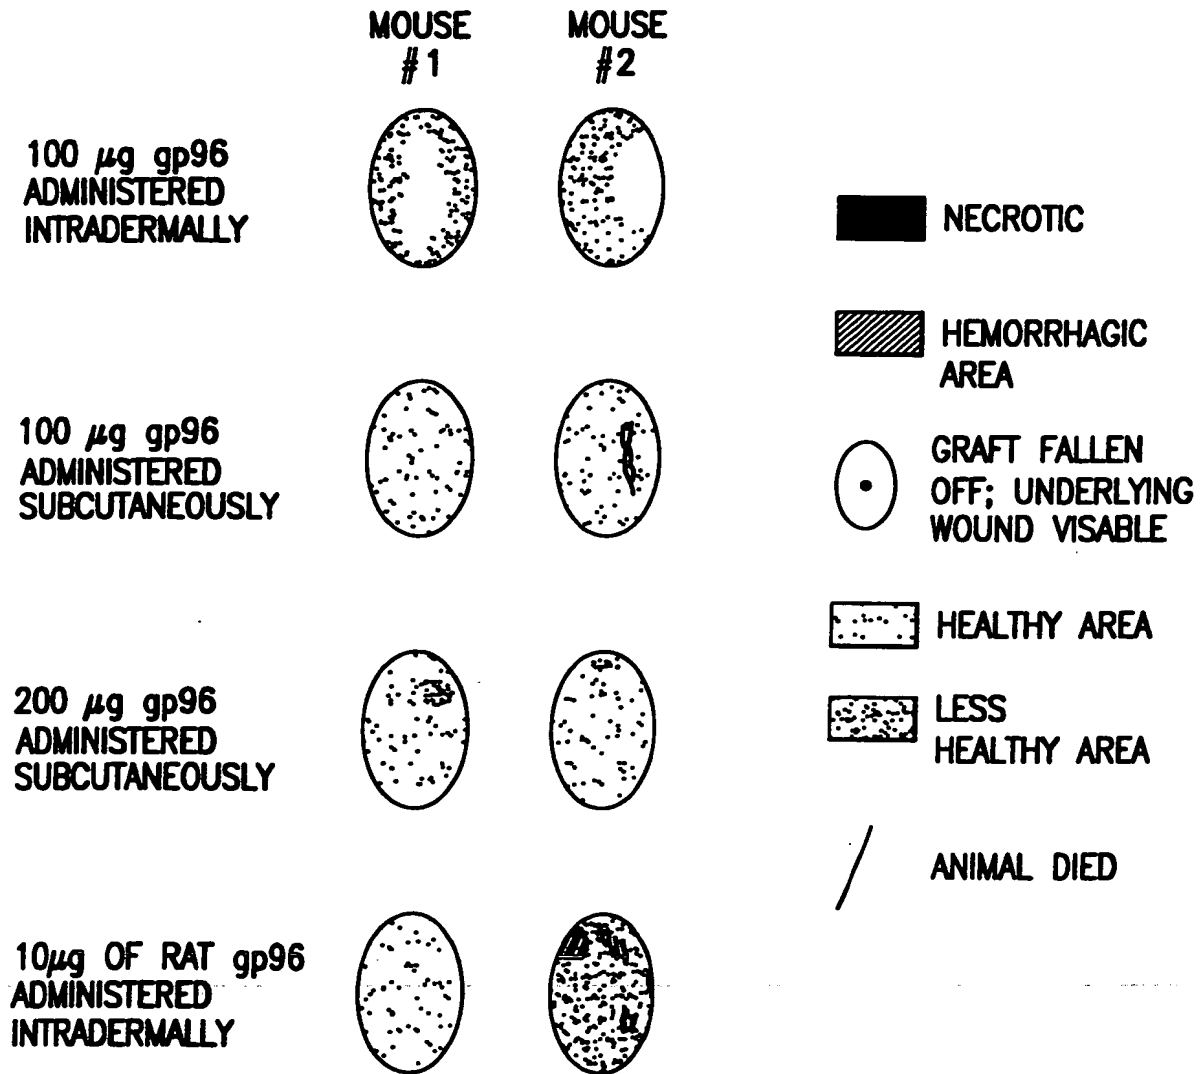 MOUSE
#1
MOUSE
#2
100 μg gp96
ADMINISTERED
INTRADERMALLY
100 μg gp96
ADMINISTERED
SUBCUTANEOUSLY
200 μg gp96
ADMINISTERED
SUBCUTANEOUSLY
10μg OF RAT gp96
ADMINISTERED
INTRADERMALLY
NECROTIC
HEMORRHAGIC
AREA
GRAFT FALLEN
OFF; UNDERLYING
WOUND VISABLE
HEALTHY AREA
LESS
HEALTHY AREA
ANIMAL DIED